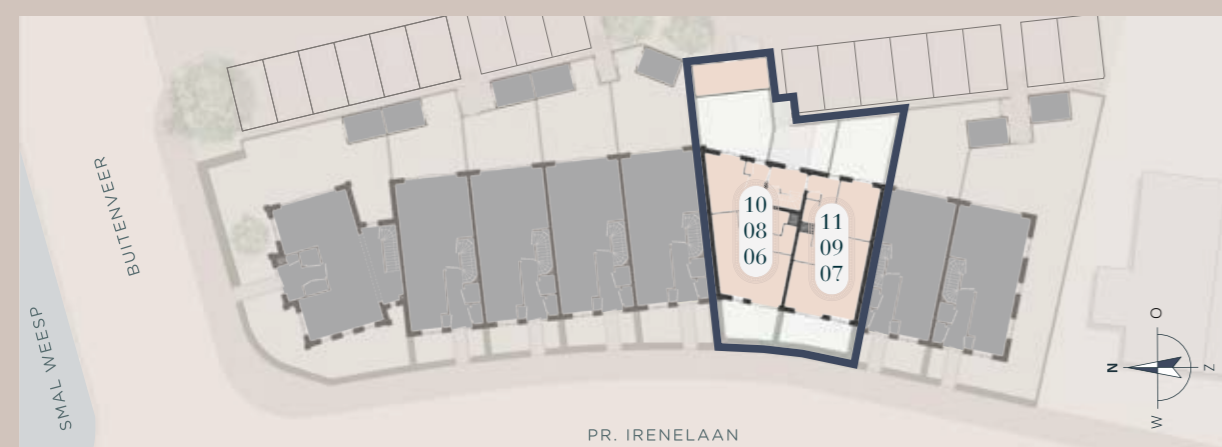 SMAL WEESP
BUITENVEER
10
08
06
11
09
07
PR. IRENELAAN
O
N
Z
W